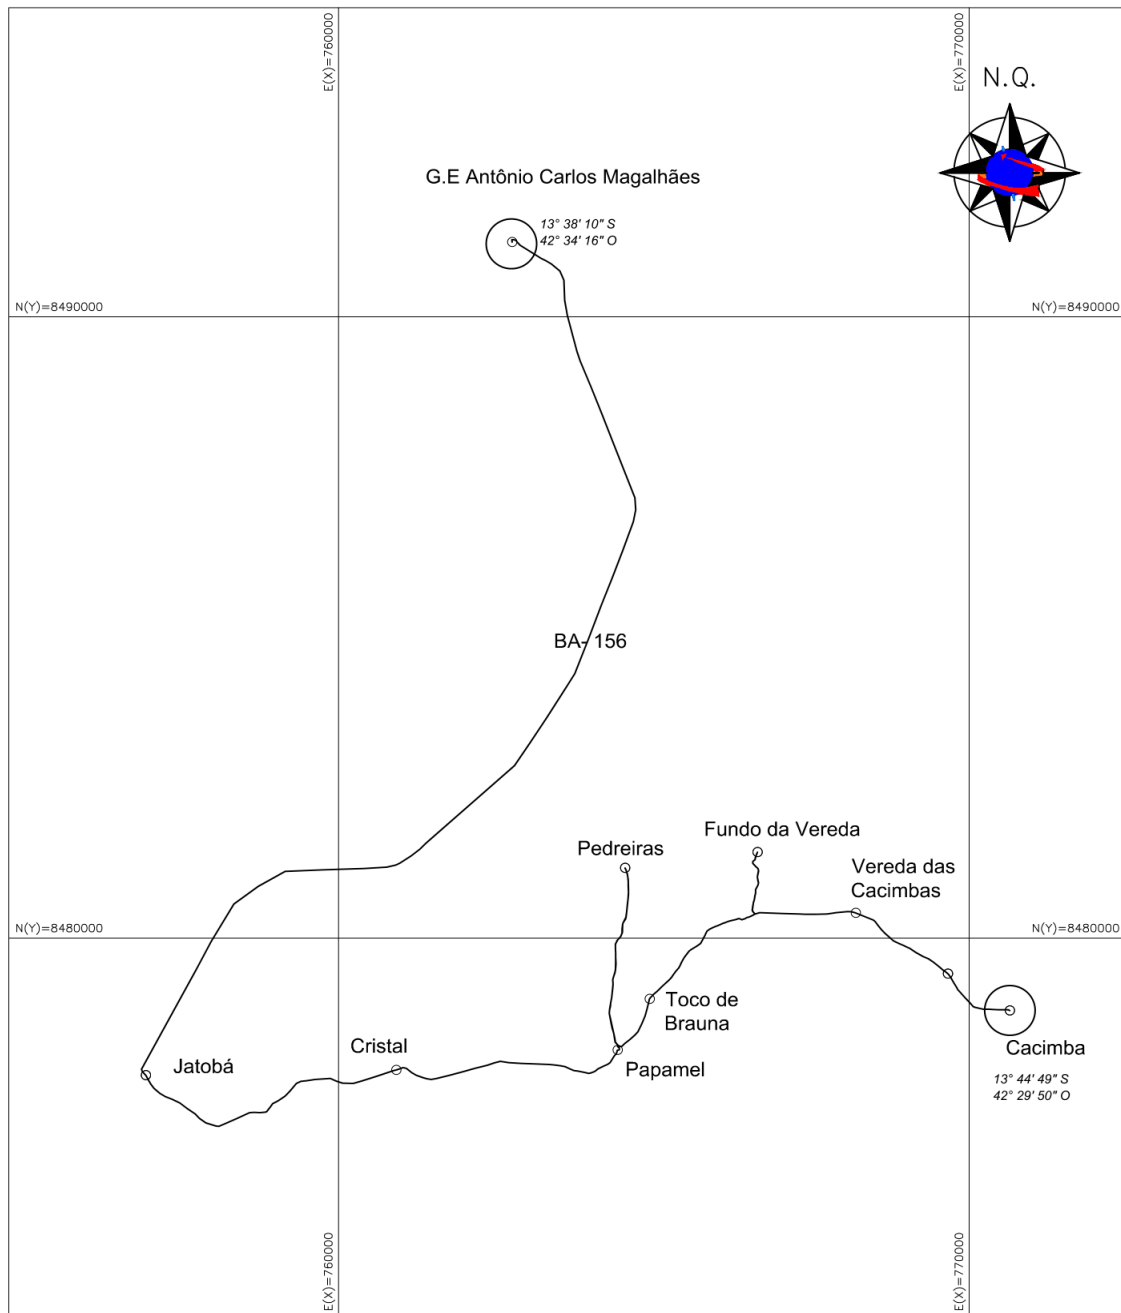 E(X)=760000
E(X)=770000
N.Q.
G.E Antônio Carlos Magalhães
13° 38' 10" S
42° 34' 16" O
N(Y)=8490000
N(Y)=8490000
BA- 156
Fundo da Vereda
Pedreiras
Vereda das
Cacimbas
N(Y)=8480000
N(Y)=8480000
Toco de
Brauna
Cristal
Jatobá
Papamel
Cacimba
13° 44' 49" S
42° 29' 50" O
E(X)=760000
E(X)=770000